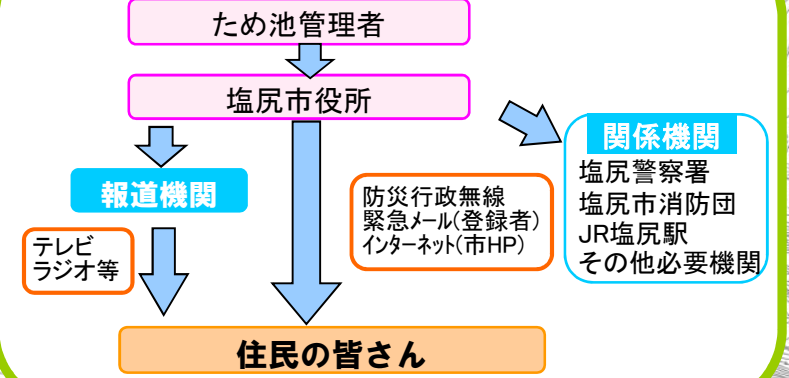 ため池管理者
塩尻市役所
報道機関
テレビ
ラジオ等
防災行政無線
緊急メール(登録者)
インターネット(市HP)
関係機関
塩尻警察署
塩尻市消防団
JR塩尻駅
その他必要機関
住民の皆さん